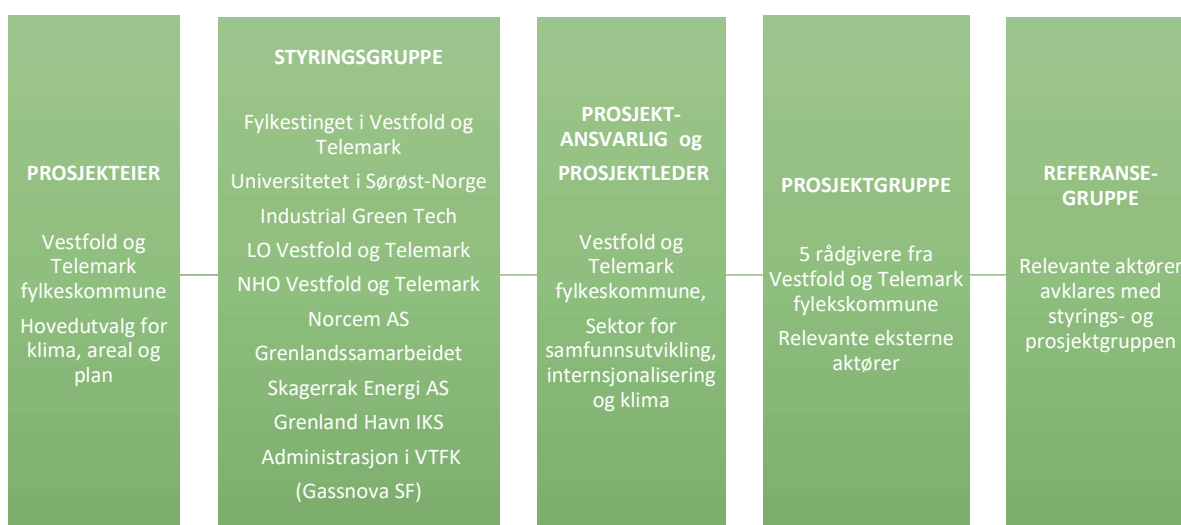 PROSJEKTEIER
Vestfold og
Telemark
fylkeskommune
Hovedutvalg for
klima, areal og
plan
STYRINGSGRUPPE
Fylkestinget i Vestfold og
Telemark
Universitetet i Sørøst-Norge
Industrial Green Tech
LO Vestfold og Telemark
NHO Vestfold og Telemark
Norcem AS
Grenlandssamarbeidet
Skagerrak Energi AS
Grenland Havn IKS
Administrasjon i VTFK
(Gassnova SF)
PROSJEKT-
ANSVARLIG og
PROSJEKTLEDER
Vestfold og
Telemark
fylkeskommune,
Sektor for
samfunnsutvikling,
internsjonalisering
og klima
PROSJEKTGRUPPE
5 rådgivere fra
Vestfold og Telemark
fylekskommune
Relevante eksterne
aktører
REFERANSE-
GRUPPE
Relevante aktører
avklares med
styrings- og
prosjektgruppen